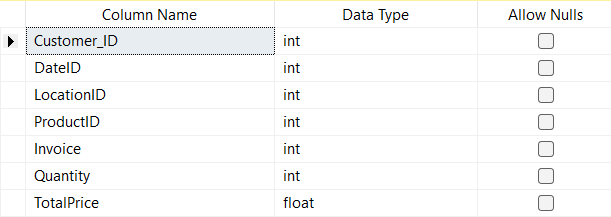 Column Name Data Type Allow Nulls
Customer_ID int
DateID int
LocationID int
ProductID int
Invoice int
Quantity int
TotalPrice float